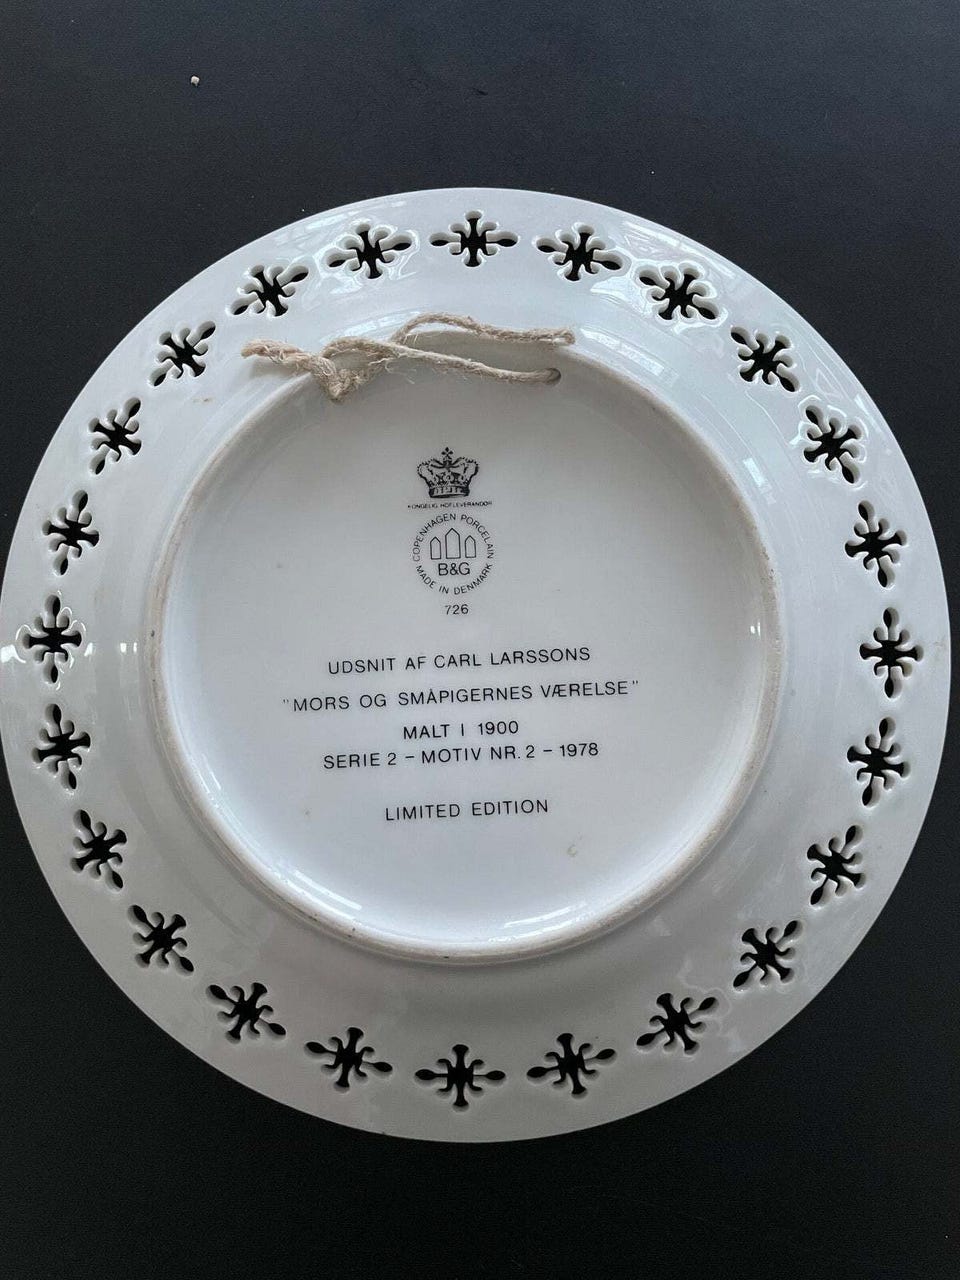 KONGELIG HOFLEVERANDØR
COPENHAGEN PORCELAIN
B&G
MADE IN DENMARK
726
UDSNIT AF CARL LARSSONS
"MORS OG SMÅPIGERNES VÆRELSE"
MALT I 1900
SERIE 2 – MOTIV NR. 2 – 1978
LIMITED EDITION